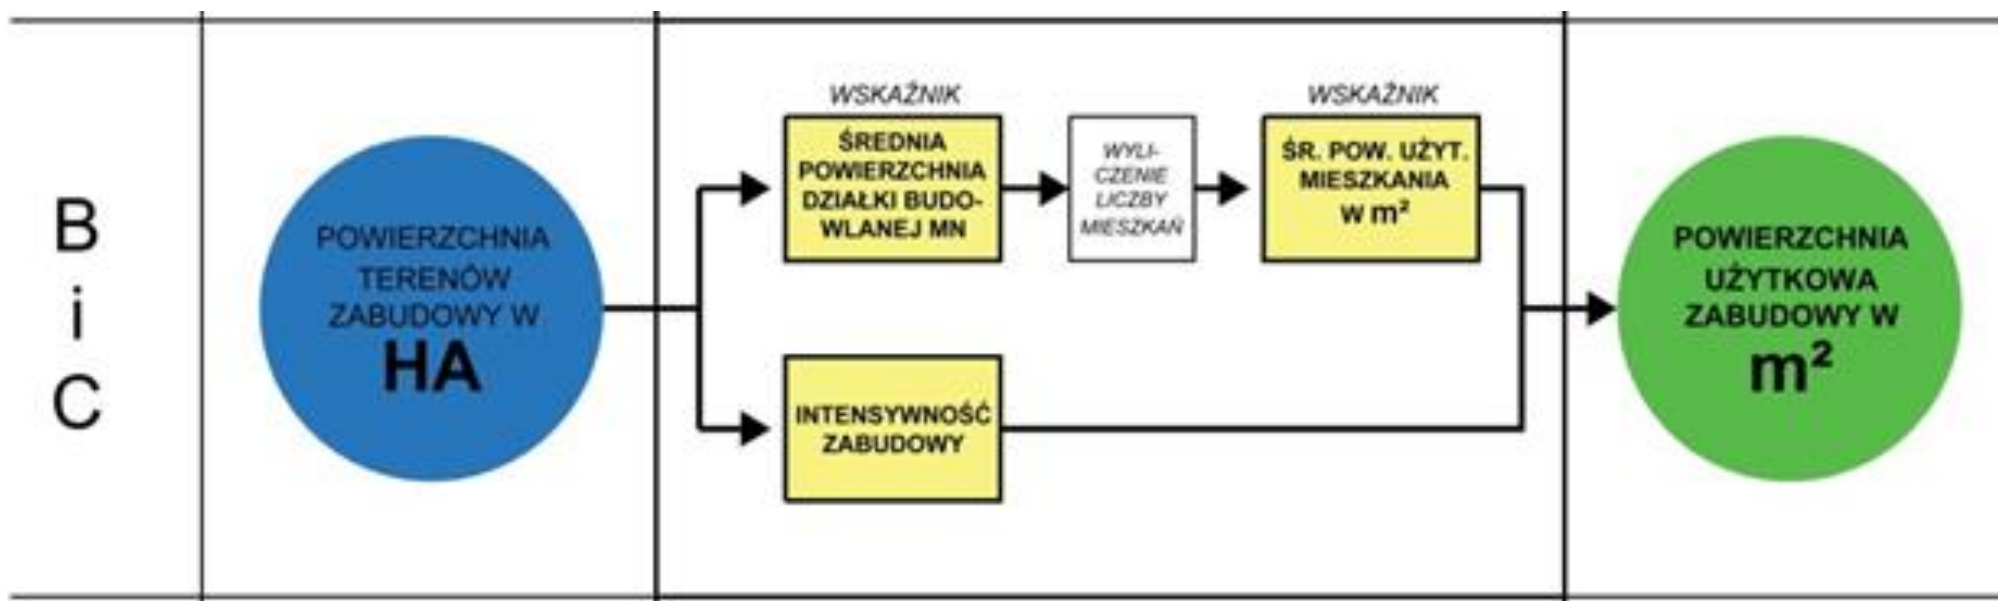 B
i
C
POWIERZCHNIA
TERENÓW
ZABUDOWY W
HA
WSKAŹNIK
ŚREDNIA
POWIERZCHNIA
DZIAŁKI BUDO-
WLANEJ MN
WYLI-
CZENIE
LICZBY
MIESZKAŃ
WSKAŹNIK
ŚR. POW. UŻYT.
MIESZKANIA
w m²
INTENSYWNOŚĆ
ZABUDOWY
POWIERZCHNIA
UŻYTKOWA
ZABUDOWY W
m²